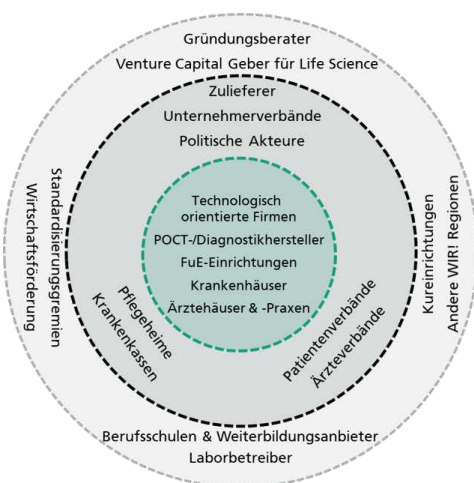 Gründungsberater
Venture Capital Geber für Life Science
Zulieferer
Unternehmerverbände
Politische Akteure
Technologisch
orientierte Firmen
POCT-/Diagnostikhersteller
FuE-Einrichtungen
Krankenhäuser
Ärztehäuser & -Praxen
Standardisierungsgremien
Wirtschaftsförderung
Kureinrichtungen
Andere WIR! Regionen
Pflegeheime
Krankenkassen
Patientenverbände
Ärzteverbände
Berufsschulen & Weiterbildungsanbieter
Laborbetreiber